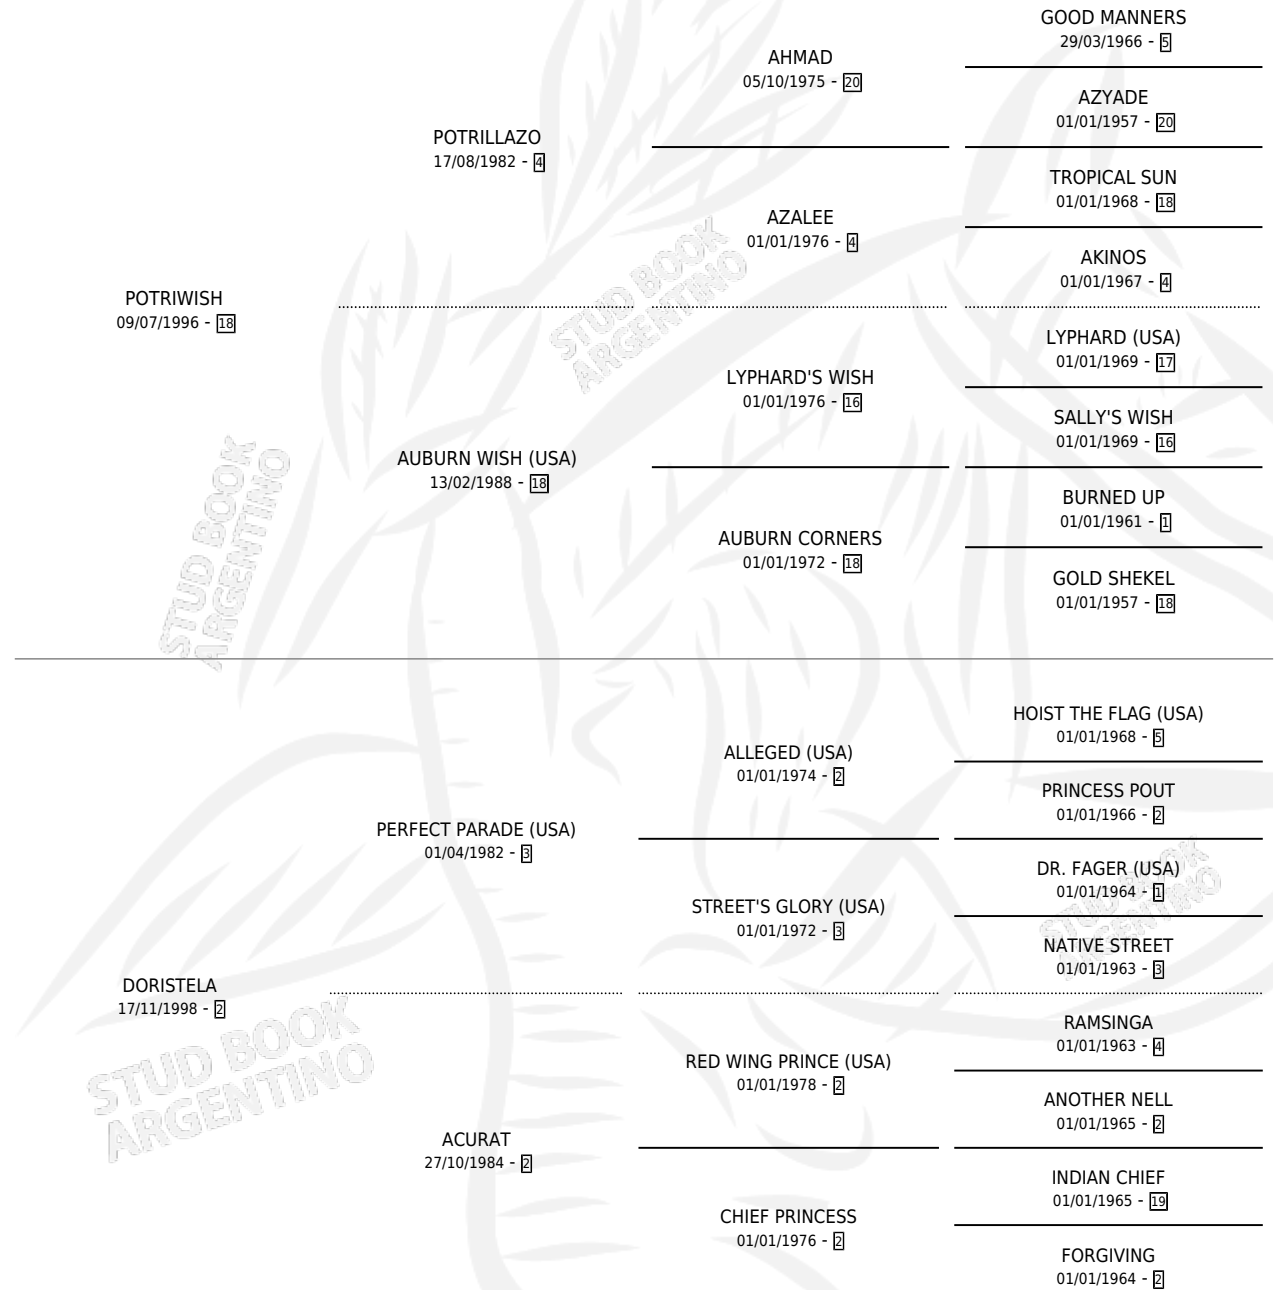 GOOD MANNERS
29/03/1966 - 5
AHMAD
05/10/1975 - 20
AZYADE
01/01/1957 - 20
POTRILLAZO
17/08/1982 - 4
TROPICAL SUN
01/01/1968 - 18
AZALEE
01/01/1976 - 4
AKINOS
01/01/1967 - 4
POTRIWISH
09/07/1996 - 18
STUD BOOK
ARGENTINO
LYPHARD (USA)
01/01/1969 - 17
LYPHARD'S WISH
01/01/1976 - 16
SALLY'S WISH
01/01/1969 - 16
AUBURN WISH (USA)
13/02/1988 - 18
BURNED UP
01/01/1961 - 1
AUBURN CORNERS
01/01/1972 - 18
GOLD SHEKEL
01/01/1957 - 18
STUD BOOK
ARGENTINO
HOIST THE FLAG (USA)
01/01/1968 - 5
ALLEGED (USA)
01/01/1974 - 2
PRINCESS POUT
01/01/1966 - 2
PERFECT PARADE (USA)
01/04/1982 - 3
DR. FAGER (USA)
01/01/1964 - 1
STREET'S GLORY (USA)
01/01/1972 - 3
NATIVE STREET
01/01/1963 - 3
STUD BOOK
ARGENTINO
DORISTELA
17/11/1998 - 2
RAMSINGA
01/01/1963 - 4
RED WING PRINCE (USA)
01/01/1978 - 2
ANOTHER NELL
01/01/1965 - 2
STUD BOOK
ARGENTINO
ACURAT
27/10/1984 - 2
INDIAN CHIEF
01/01/1965 - 19
CHIEF PRINCESS
01/01/1976 - 2
FORGIVING
01/01/1964 - 2